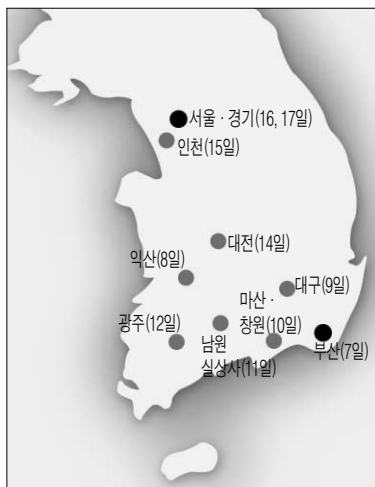 서울 · 경기(16, 17일)
인천(15일)
대전(14일)
익산(8일)
대구(9일)
마산 ·
창원(10일)
광주(12일)
남원
실상사(11일)
부산(7일)